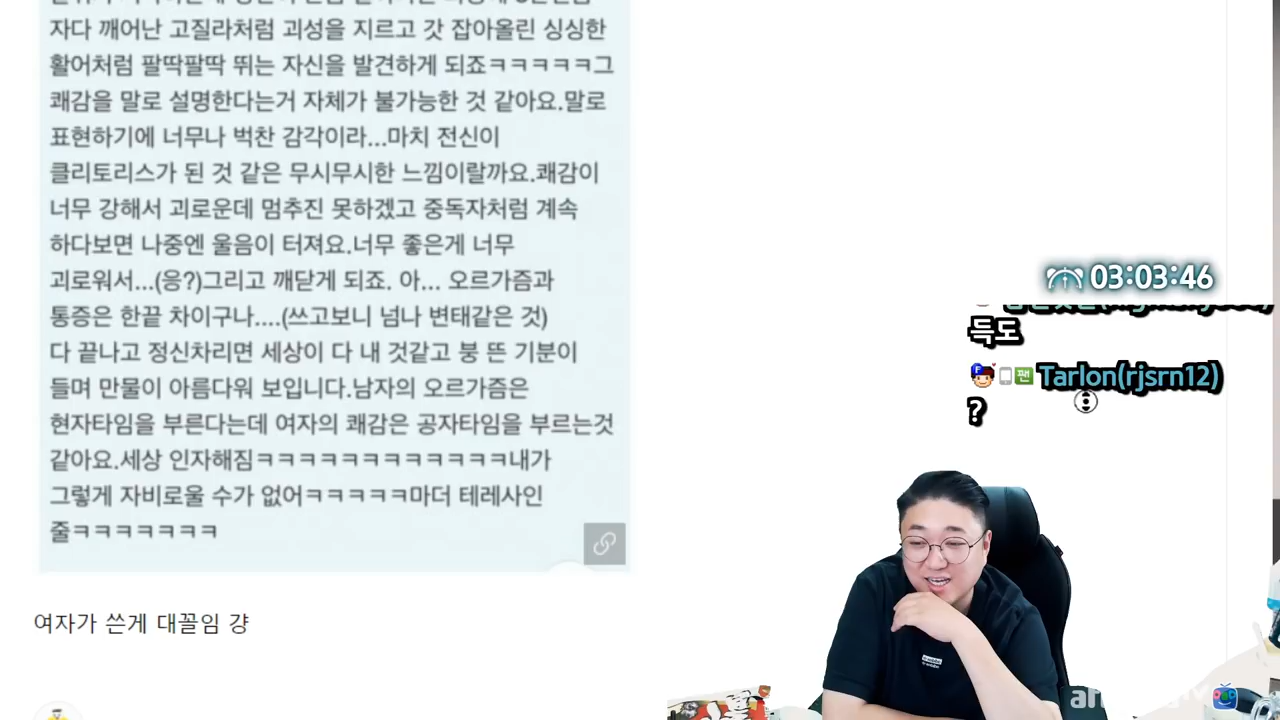 자다 깨어난 고질라처럼 괴성을 지르고 갓 잡아올린 싱싱한
활어처럼 팔딱팔딱 뛰는 자신을 발견하게 되죠ㅋㅋㅋㅋㅋ그
쾌감을 말로 설명한다는거 자체가 불가능한 것 같아요.말로
표현하기에 너무나 벅찬 감각이라...마치 전신이
클리토리스가 된 것 같은 무시무시한 느낌이랄까요.쾌감이
너무 강해서 괴로운데 멈추진 못하겠고 중독자처럼 계속
하다보면 나중엔 울음이 터져요.너무 좋은게 너무
괴로워서...(응?)그리고 깨닫게 되죠. 아... 오르가즘과
통증은 한끝 차이구나....(쓰고보니 넘나 변태같은 것)
다 끝나고 정신차리면 세상이 다 내 것같고 붕 뜬 기분이
들며 만물이 아름다워 보입니다.남자의 오르가즘은
현자타임을 부른다는데 여자의 쾌감은 공자타임을 부르는것
같아요.세상 인자해짐ㅋㅋㅋㅋㅋㅋㅋㅋㅋㅋㅋㅋ내가
그렇게 자비로울 수가 없어ㅋㅋㅋㅋㅋ마더 테레사인
줄ㅋㅋㅋㅋㅋㅋㅋ
여자가 쓴게 대꼴임 걍
03:03:46
득도
F 팬 Tarlon(rjsrn12)
?